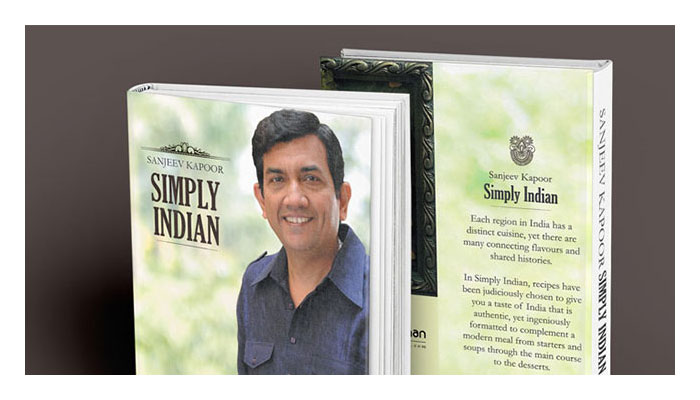 SANJEEV KAPOOR
SIMPLY
INDIAN
Sanjeev Kapoor
Simply Indian
Each region in India has a
distinct cuisine, yet there are
many connecting flavours and
shared histories.
In Simply Indian, recipes have
been judiciously chosen to give
you a taste of India that is
authentic, yet ingeniously
formatted to complement a
modern meal from starters and
soups through the main course
to the desserts.
SANJEEV KAPOOR SIMPLY INDIAN